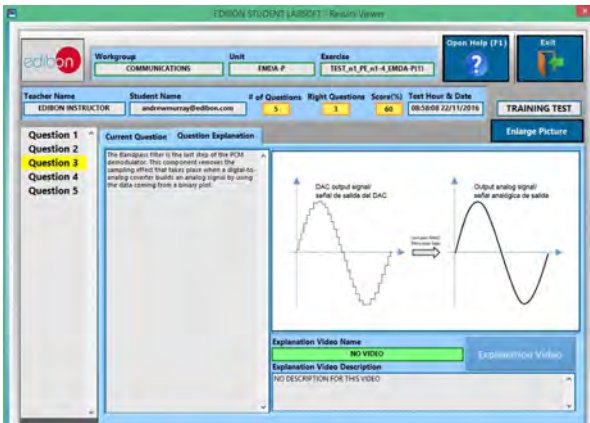 EDIBON STUDENT LABSOFT - Results Viewer
edibon
Workgroup
COMMUNICATIONS
Unit
EMDA-P
Exercise
TEST_n1_PE_n1-4_EMDA-P(1)
Open Help (F1)
?
Exit
Teacher Name
EDIBON INSTRUCTOR
Student Name
andrewmurray@edibon.com
# of Questions
5
Right Questions
3
Score(%)
60
Test Hour & Date
08:58:08 22/11/2016
TRAINING TEST
Question 1
Question 2
Question 3
Question 4
Question 5
Current Question
Question Explanation
Enlarge Picture
The Bandpass filter is the last step of the PCM
demodulator. This component removes the
sampling effect that takes place when a digital-to-
analog converter builds an analog signal by using
the data coming from a binary plot.
DAC output signal/
señal de salida del DAC
Output analog signal/
señal analógica de salida
Explanation Video Name
NO VIDEO
Explanation Video
Explanation Video Description
NO DESCRIPTION FOR THIS VIDEO